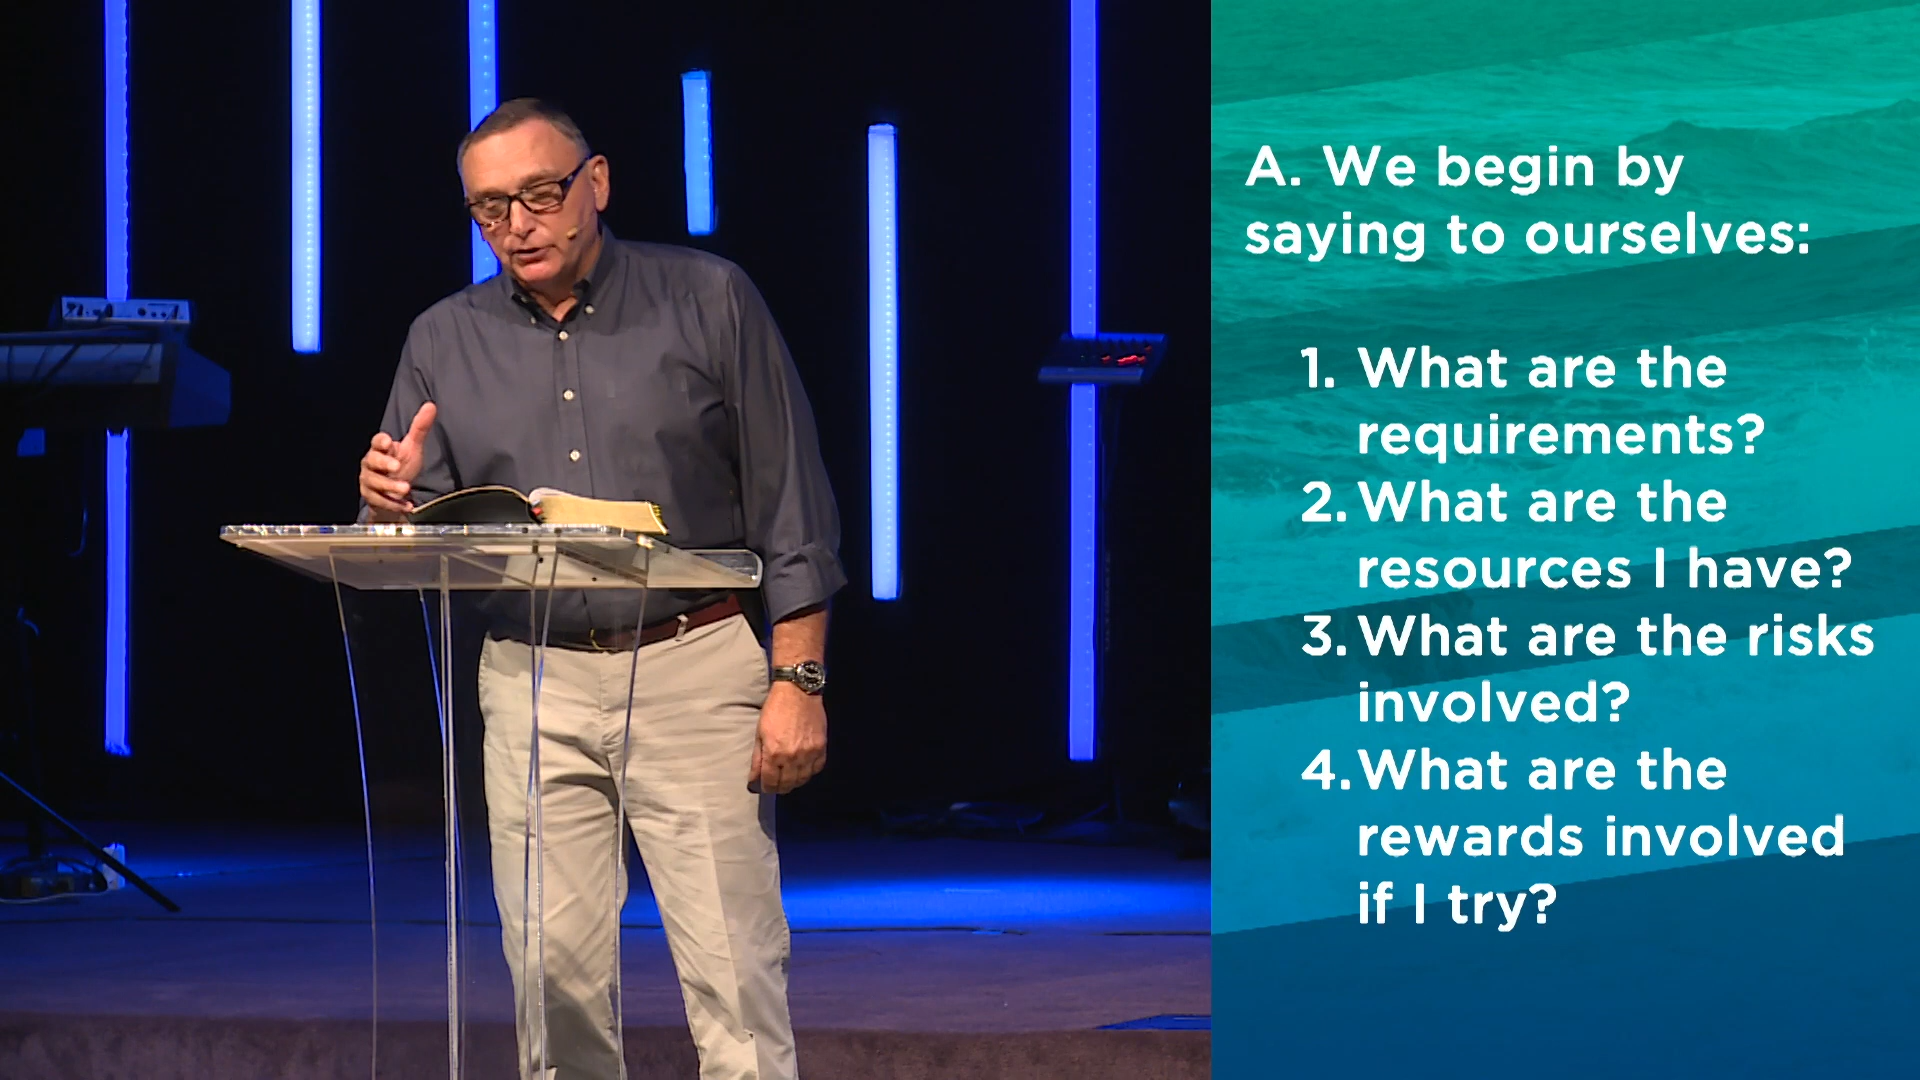 A. We begin by
saying to ourselves:
1. What are the
requirements?
2. What are the
resources I have?
3. What are the risks
involved?
4. What are the
rewards involved
if I try?